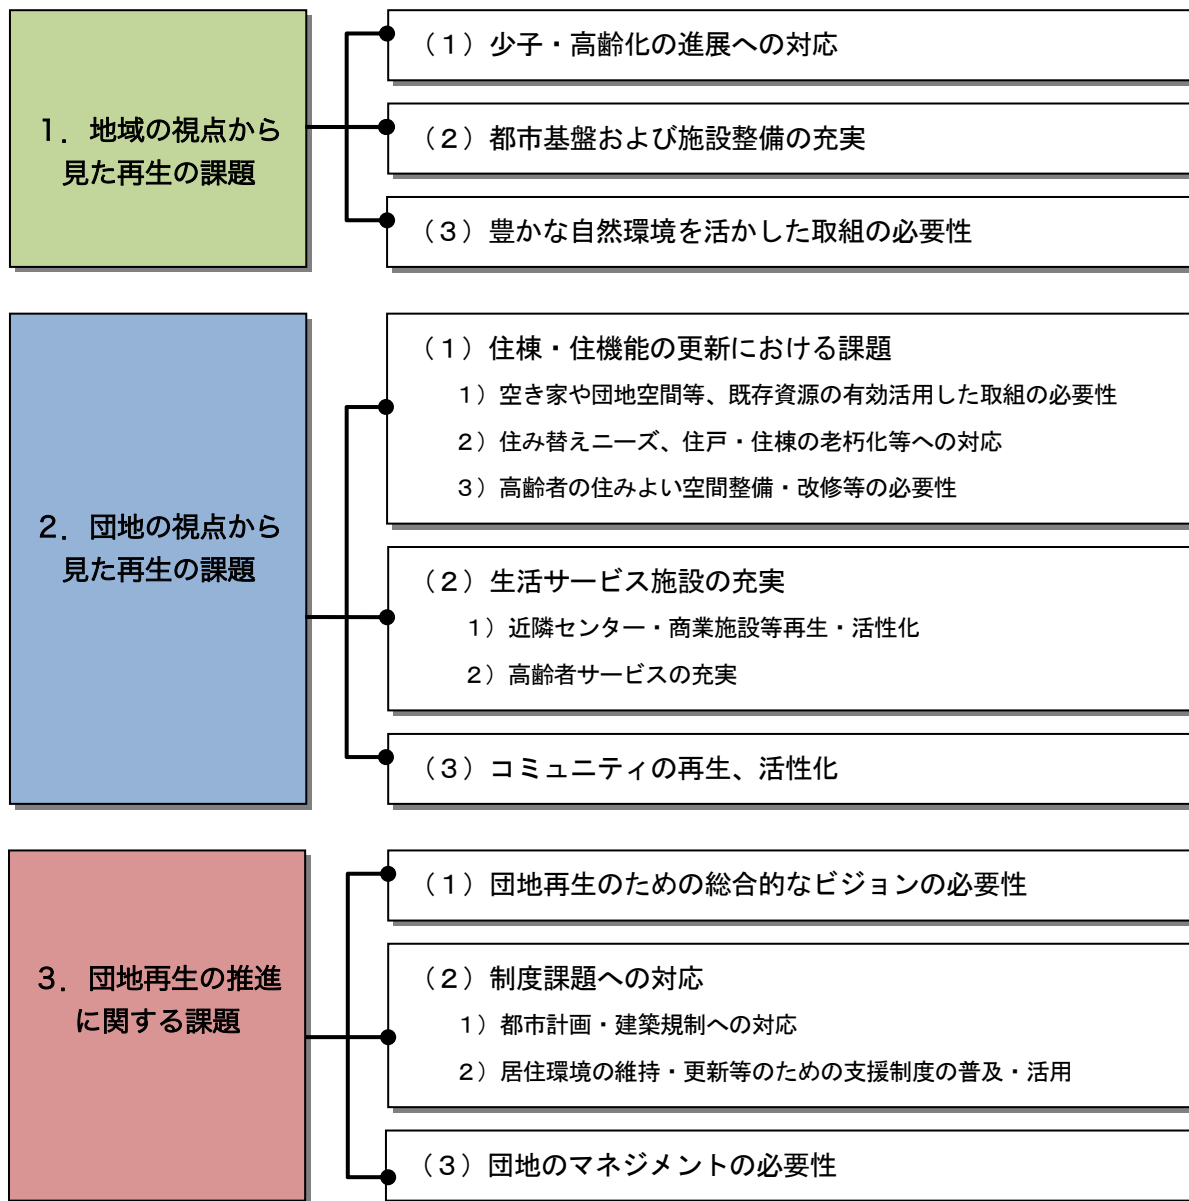 １．地域の視点から
見た再生の課題
（１）少子・高齢化の進展への対応
（２）都市基盤および施設整備の充実
（３）豊かな自然環境を活かした取組の必要性
２．団地の視点から
見た再生の課題
（１）住棟・住機能の更新における課題
１）空き家や団地空間等、既存資源の有効活用した取組の必要性
２）住み替えニーズ、住戸・住棟の老朽化等への対応
３）高齢者の住みよい空間整備・改修等の必要性
（２）生活サービス施設の充実
１）近隣センター・商業施設等再生・活性化
２）高齢者サービスの充実
（３）コミュニティの再生、活性化
３．団地再生の推進
に関する課題
（１）団地再生のための総合的なビジョンの必要性
（２）制度課題への対応
１）都市計画・建築規制への対応
２）居住環境の維持・更新等のための支援制度の普及・活用
（３）団地のマネジメントの必要性